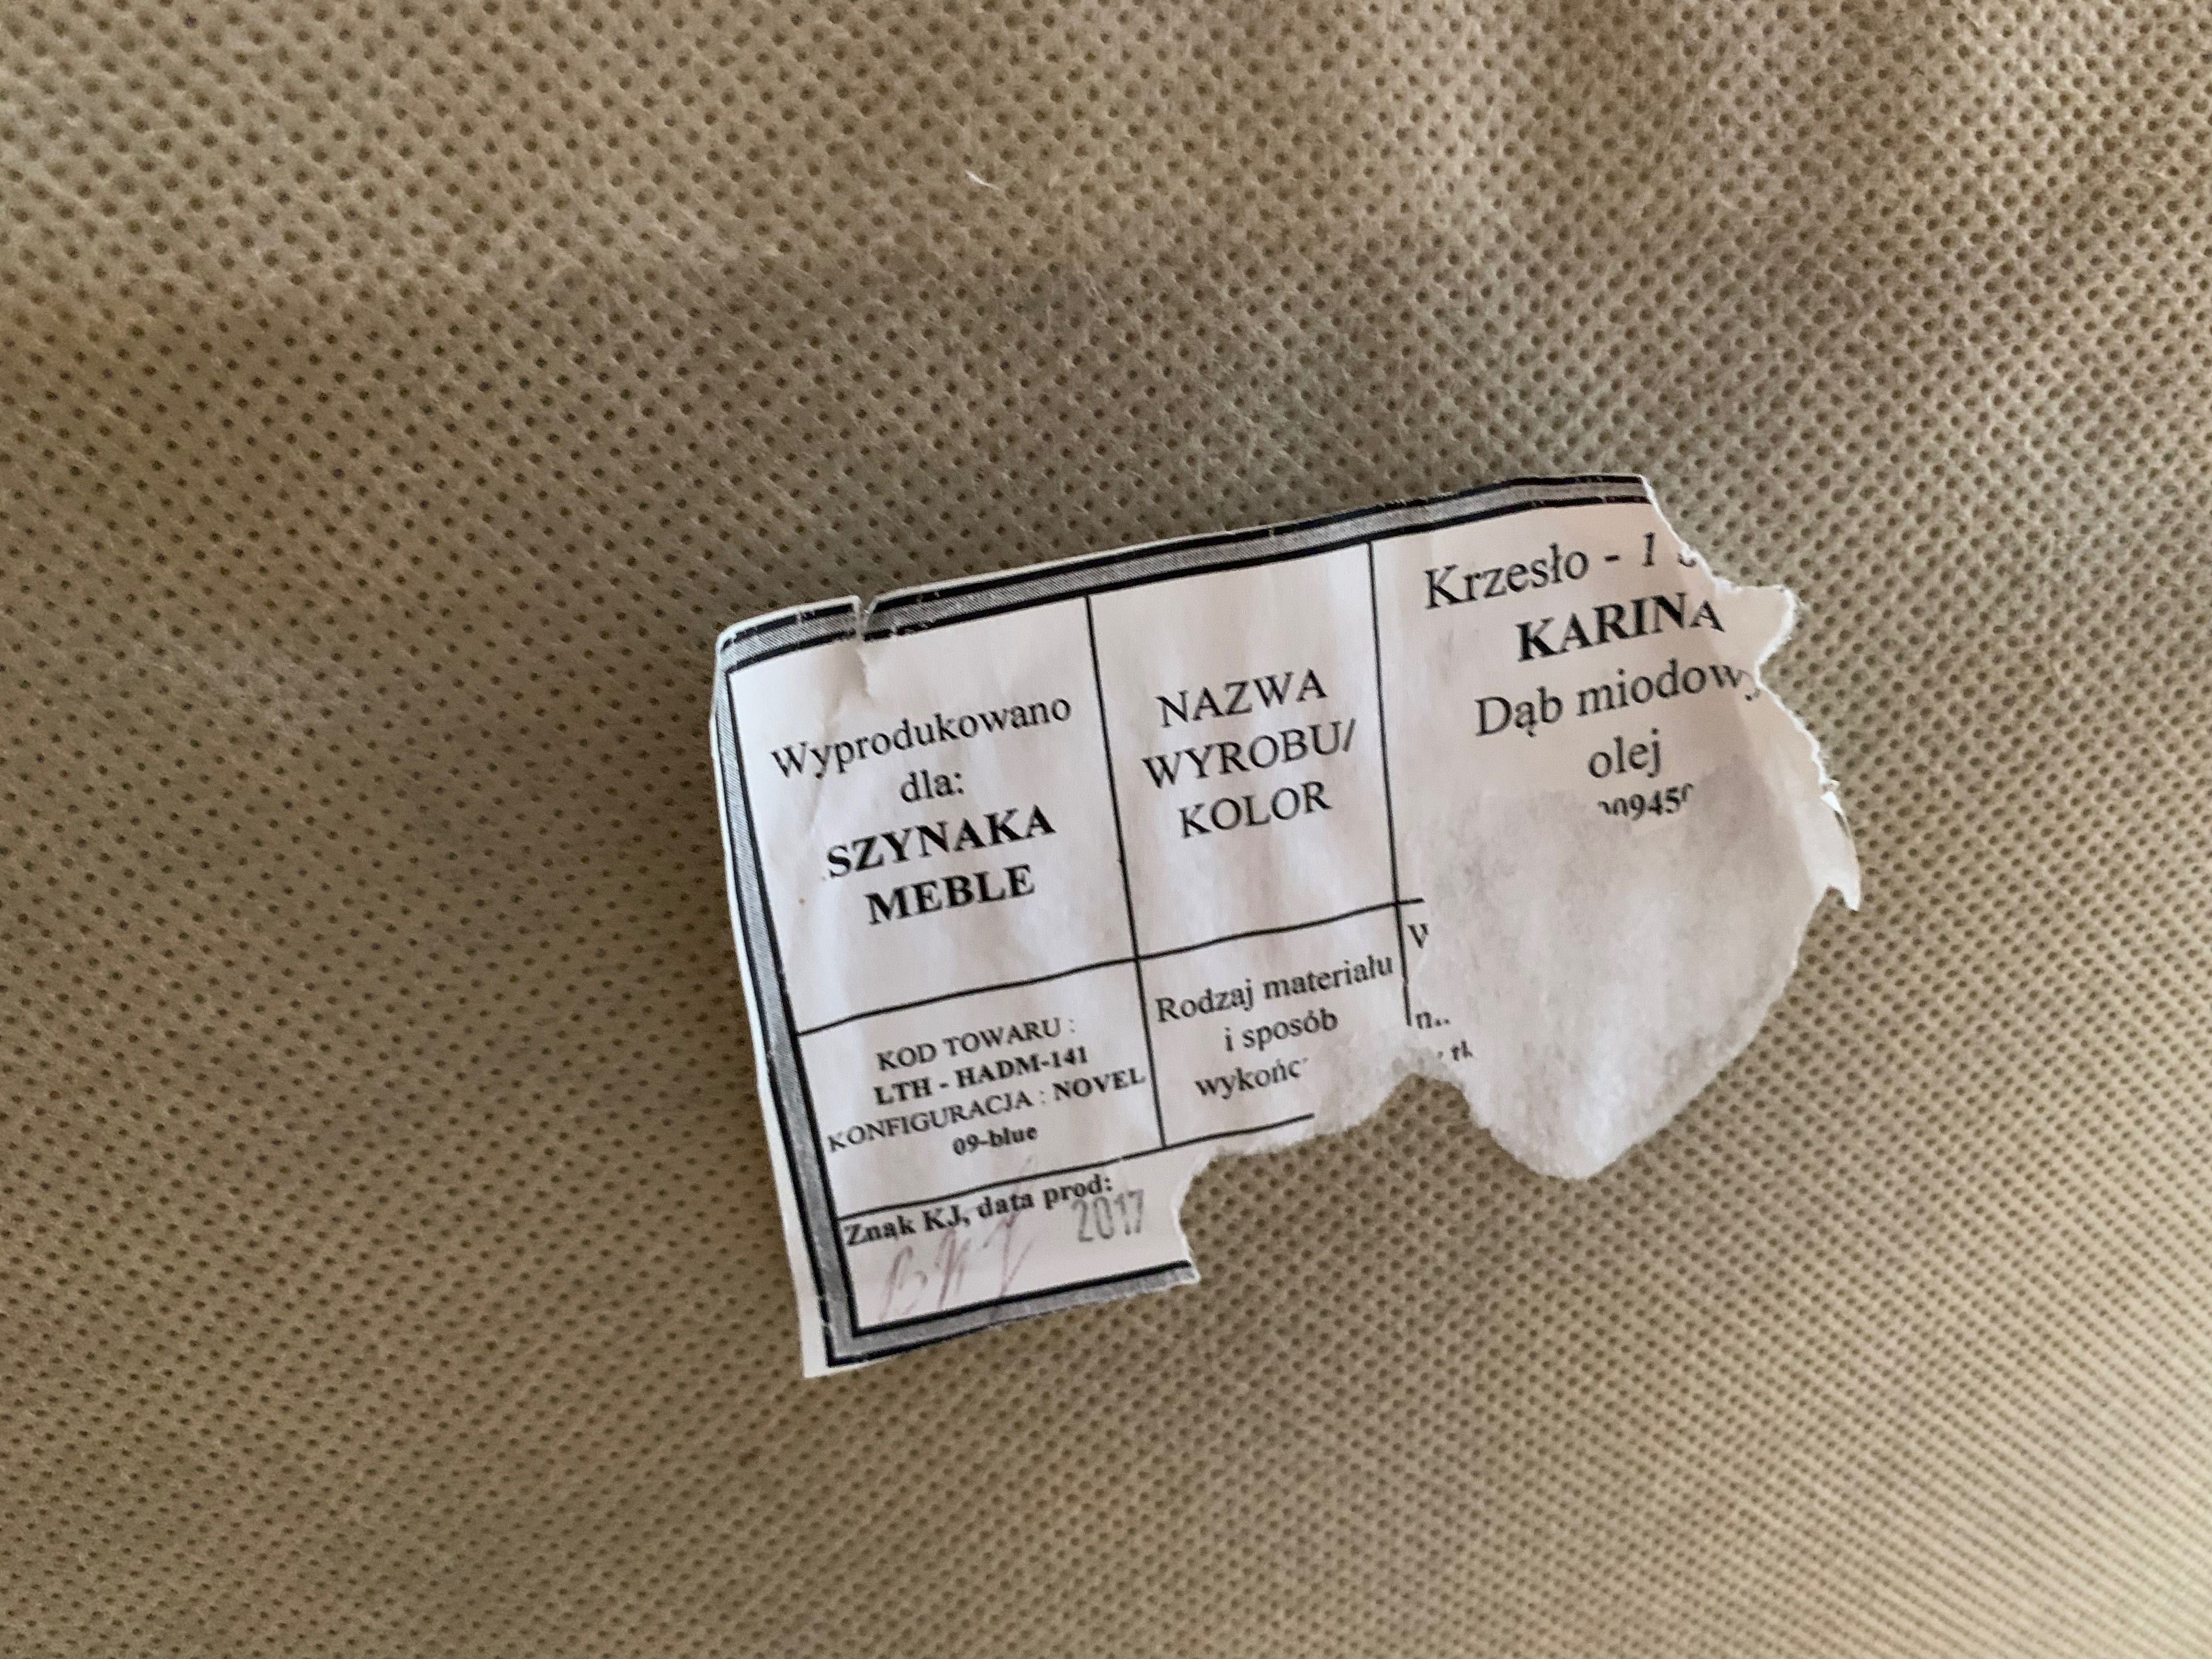 Wyprodukowano
dla:
SZYNAKA
MEBLE
NAZWA
WYROBU/
KOLOR
Krzesło - 1
KARINA
Dąb miodowy
olej
KOD TOWARU :
LTH - HADM-141
KONFIGURACJA : NOVEL
09-blue
Rodzaj materiału
i sposób
Znak KJ, data prod:
2017